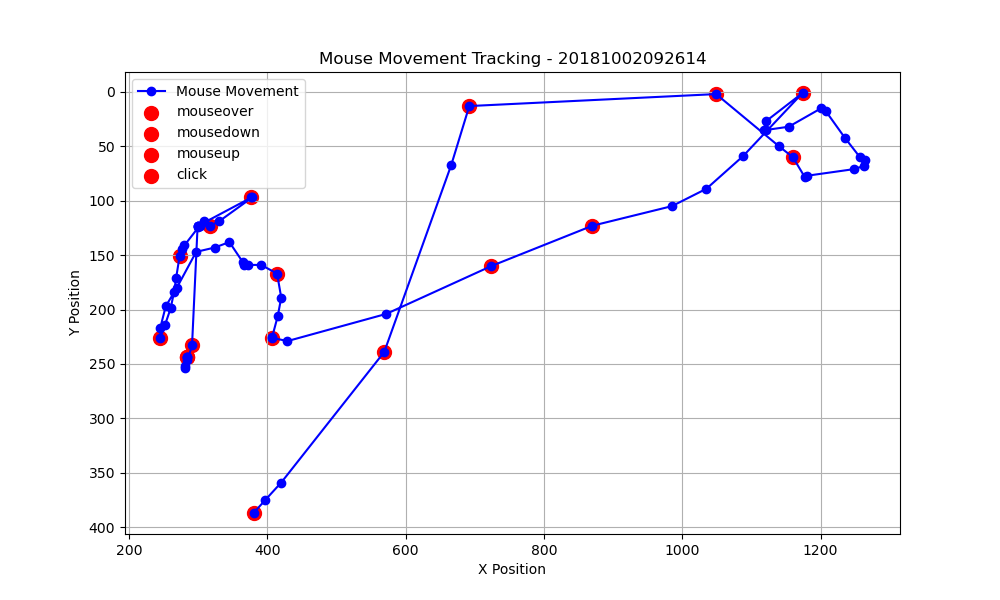 Mouse Movement Tracking - 20181002092614
Mouse Movement
mouseover
mousedown
mouseup
click
0
50
100
150
200
250
300
350
400
Y Position
200
400
600
800
1000
1200
X Position